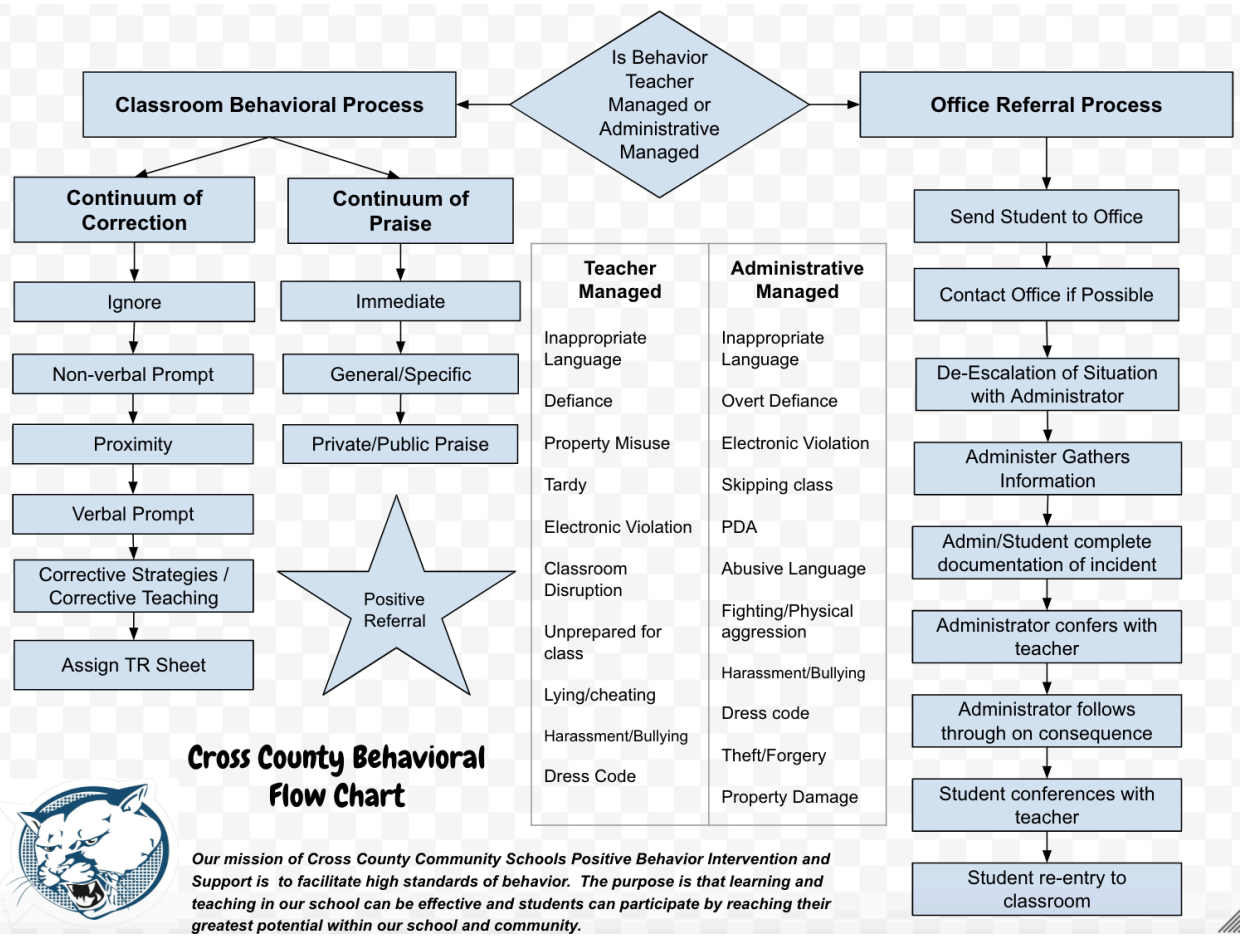 Is Behavior
Teacher
Managed or
Administrative
Managed
Classroom Behavioral Process
Office Referral Process
Continuum of
Correction
Ignore
Non-verbal Prompt
Proximity
Verbal Prompt
Corrective Strategies /
Corrective Teaching
Assign TR Sheet
Continuum of
Praise
Immediate
General/Specific
Private/Public Praise
Positive
Referral
Teacher
Managed
Inappropriate
Language
Defiance
Property Misuse
Tardy
Electronic Violation
Classroom
Disruption
Unprepared for
class
Lying/cheating
Harassment/Bullying
Dress Code
Administrative
Managed
Inappropriate
Language
Overt Defiance
Electronic Violation
Skipping class
PDA
Abusive Language
Fighting/Physical
aggression
Harassment/Bullying
Dress code
Theft/Forgery
Property Damage
Send Student to Office
Contact Office if Possible
De-Escalation of Situation
with Administrator
Administer Gathers
Information
Admin/Student complete
documentation of incident
Administrator confers with
teacher
Administrator follows
through on consequence
Student conferences with
teacher
Student re-entry to
classroom
Cross County Behavioral
Flow Chart
Our mission of Cross County Community Schools Positive Behavior Intervention and
Support is  to facilitate high standards of behavior.  The purpose is that learning and
teaching in our school can be effective and students can participate by reaching their
greatest potential within our school and community.